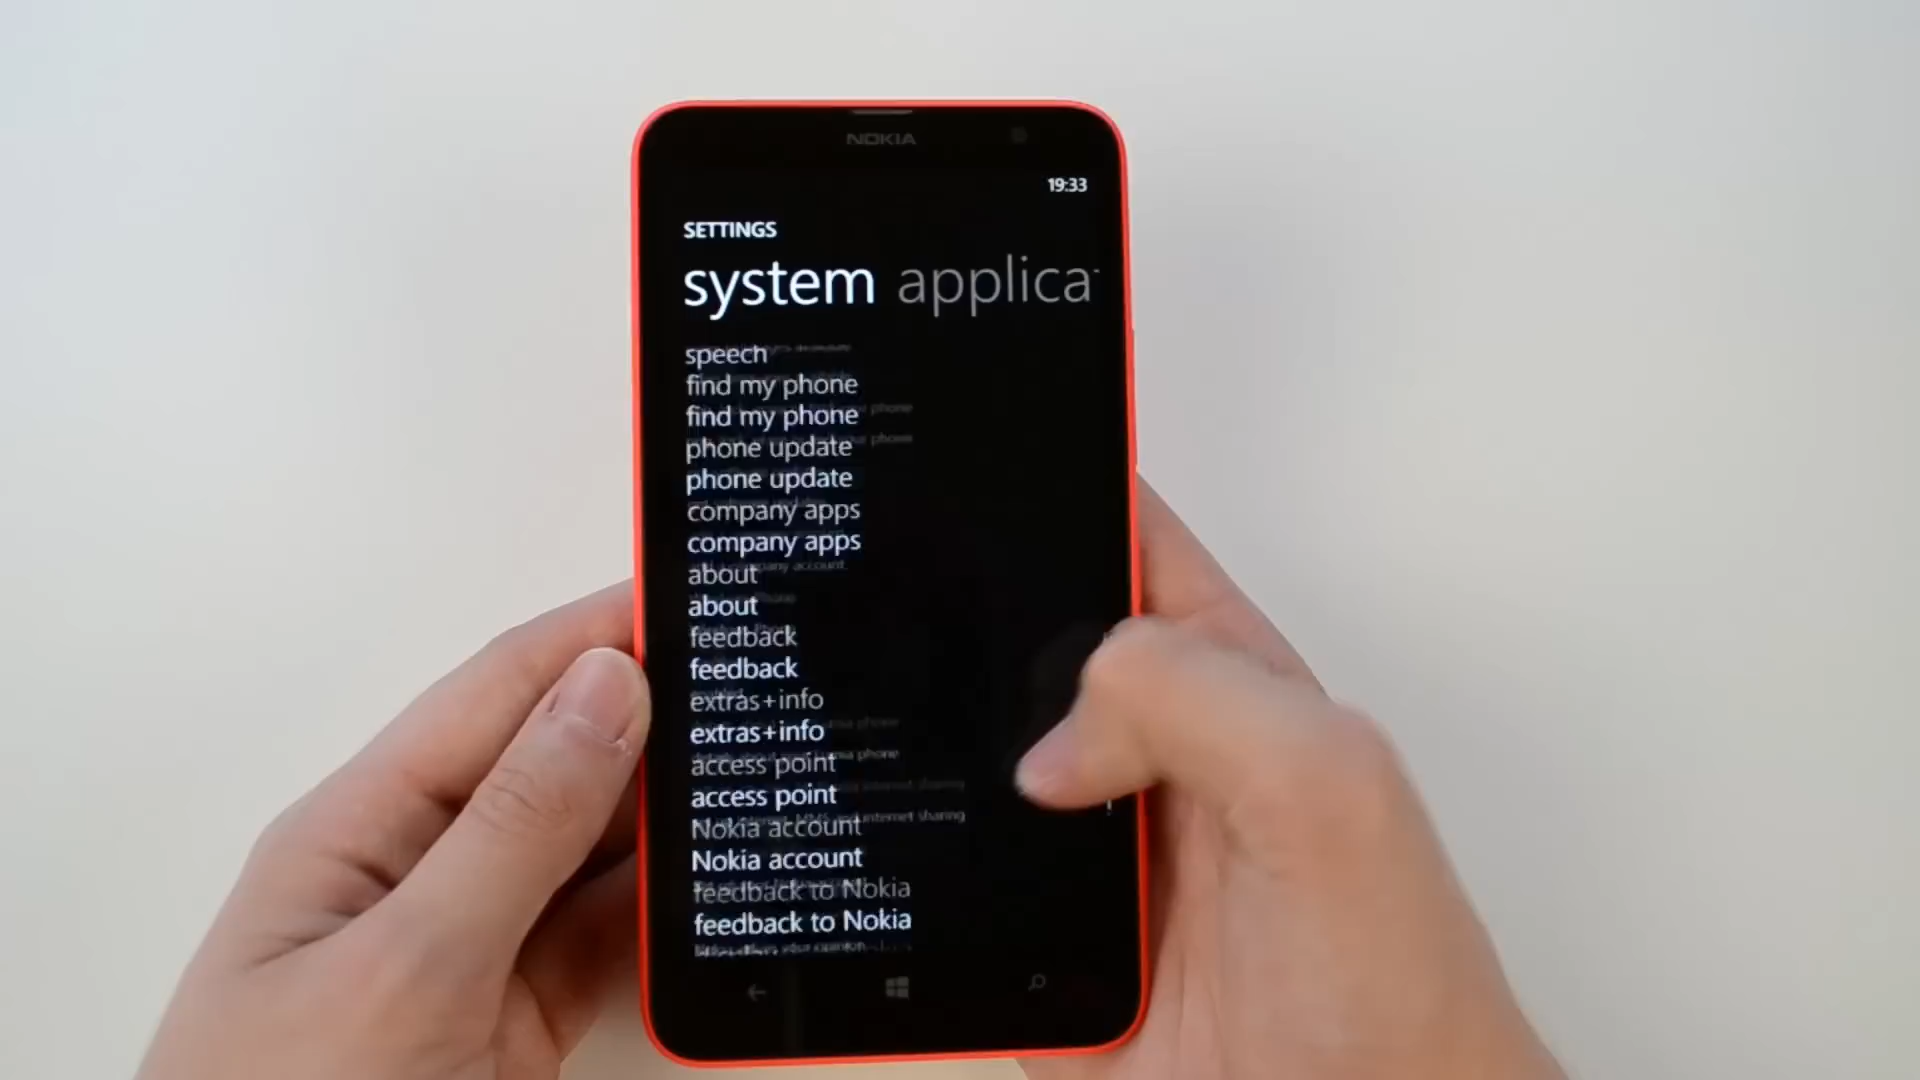 NOKIA
19:33
SETTINGS
system applica
speech
find my phone
find my phone
phone update
phone update
company apps
company apps
about
about
feedback
feedback
extras+info
extras+info
access point
access point
Nokia account
Nokia account
feedback to Nokia
feedback to Nokia